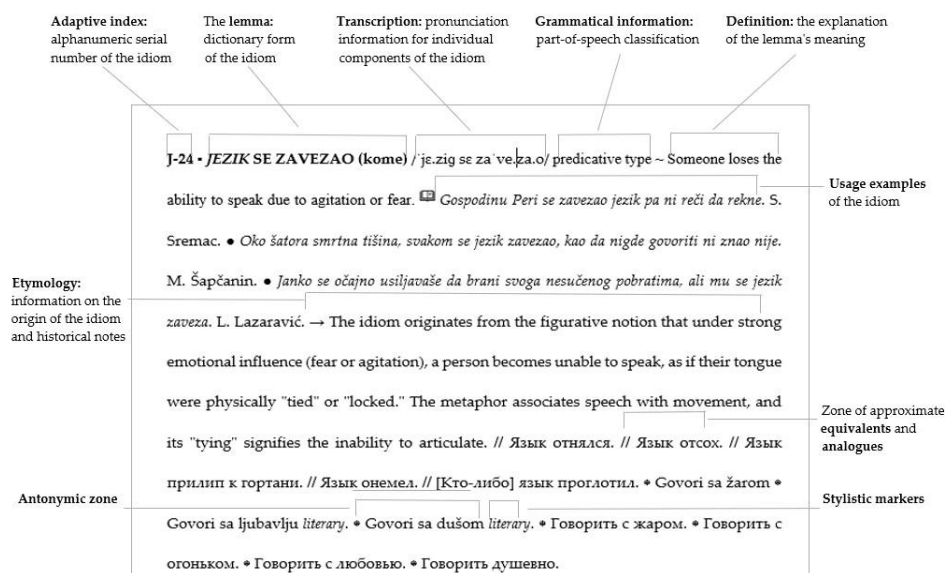 Adaptive index:
alphanumeric serial
number of the idiom
The lemma:
dictionary form
of the idiom
Transcription: pronunciation
information for individual
components of the idiom
Grammatical information:
part-of-speech classification
Definition: the explanation
of the lemma's meaning
J-24 ▪ JEZIK SE ZAVEZAO (kome) /ˈjɛ.ziɡ sɛ zaˈve.za.o/ predicative type ~ Someone loses the
ability to speak due to agitation or fear. 🕮 Gospodinu Peri se zavezao jezik pa ni reči da rekne. S.
Sremac. ● Oko šatora smrtna tišina, svakom se jezik zavezao, kao da nigde govoriti ni znao nije.
M. Šapčanin. ● Janko se očajno usiljavaše da brani svoga nesučenog pobratima, ali mu se jezik
zaveza. L. Lazaravić. → The idiom originates from the figurative notion that under strong
emotional influence (fear or agitation), a person becomes unable to speak, as if their tongue
were physically "tied" or "locked." The metaphor associates speech with movement, and
its "tying" signifies the inability to articulate. // Язык отнялся. // Язык отсох. // Язык
прилип к гортани. // Язык онемел. // [Кто-либо] язык проглотил. • Govori sa žarom •
Govori sa ljubavlju literary. • Govori sa dušom literary. • Говорить с жаром. • Говорить с
огоньком. • Говорить с любовью. • Говорить душевно.
Usage examples
of the idiom
Etymology:
information on the
origin of the idiom
and historical notes
Zone of approximate
equivalents and
analogues
Antonymic zone
Stylistic markers